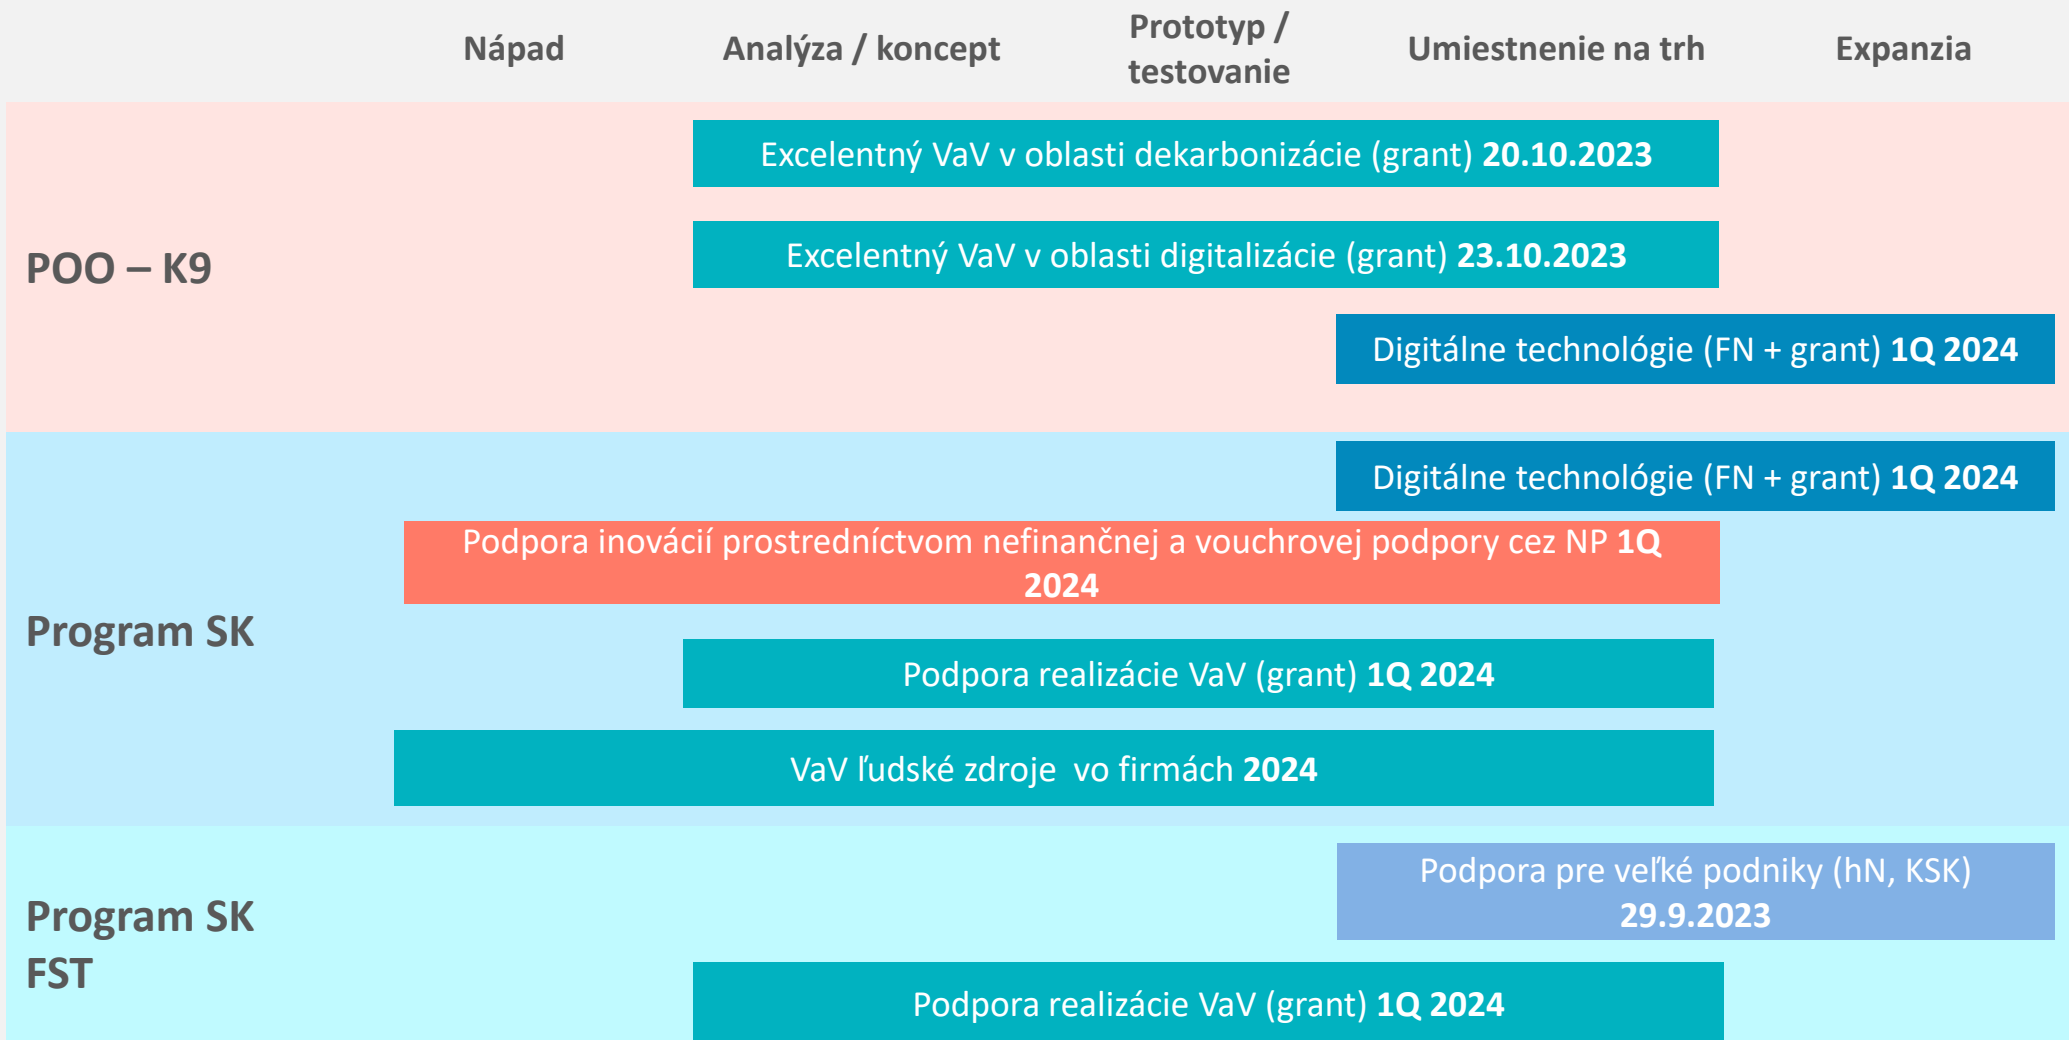 Nápad
Analýza / koncept
Prototyp /
testovanie
Umiestnenie na trh
Expanzia
POO – K9
Excelentný VaV v oblasti dekarbonizácie (grant) 20.10.2023
Excelentný VaV v oblasti digitalizácie (grant) 23.10.2023
Digitálne technológie (FN + grant) 1Q 2024
Program SK
Digitálne technológie (FN + grant) 1Q 2024
Podpora inovácií prostredníctvom nefinančnej a vouchrovej podpory cez NP 1Q
2024
Podpora realizácie VaV (grant) 1Q 2024
VaV ľudské zdroje  vo firmách 2024
Program SK
FST
Podpora pre veľké podniky (hN, KSK)
29.9.2023
Podpora realizácie VaV (grant) 1Q 2024